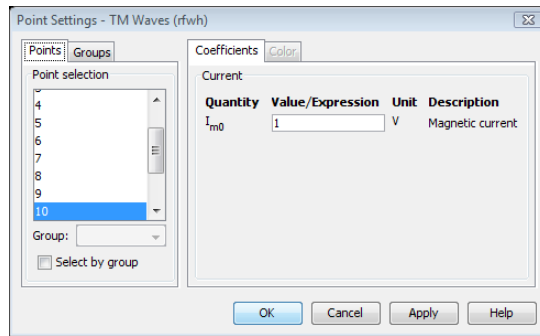 Point Settings - TM Waves (rfwh)
Points Groups
Point selection
4
5
6
7
8
9
10
Group:
Select by group
Coefficients Color
Current
Quantity Value/Expression Unit Description
Im0 1 V Magnetic current
OK Cancel Apply Help